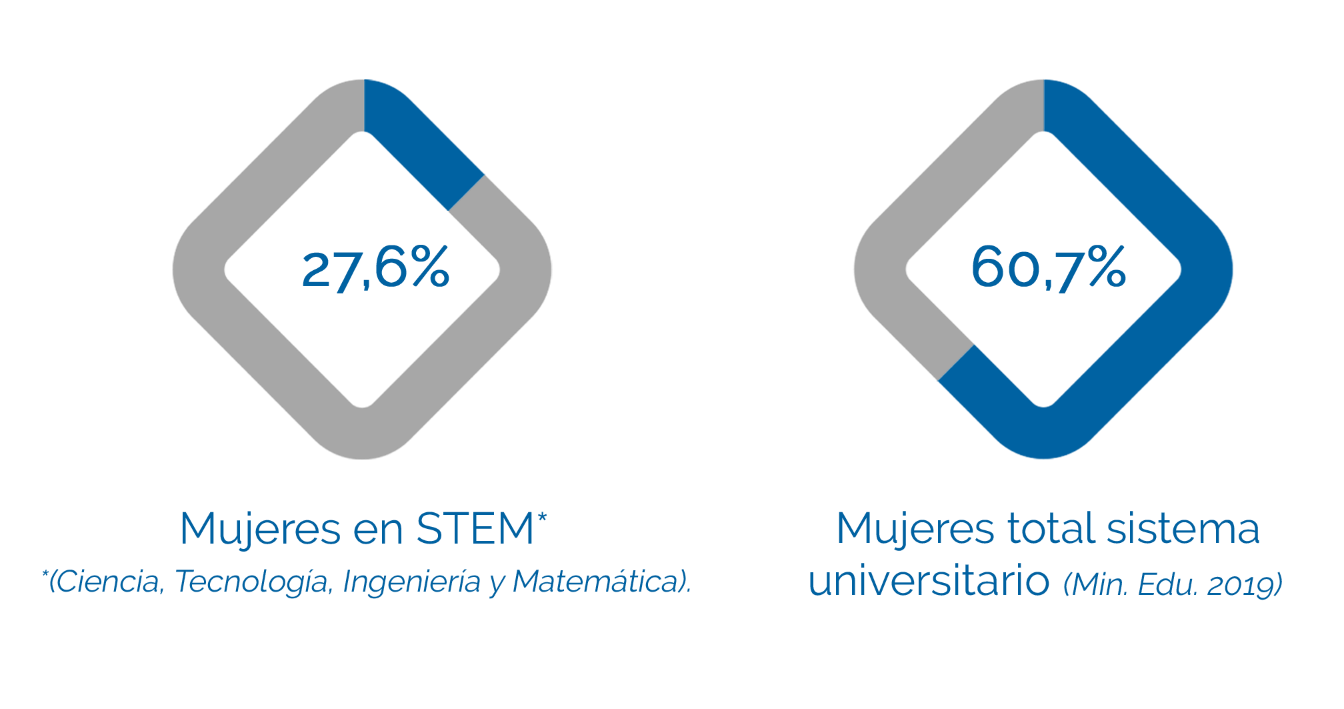 27,6%
60,7%
Mujeres en STEM*
*(Ciencia, Tecnología, Ingeniería y Matemática).
Mujeres total sistema
universitario (Min. Edu. 2019)